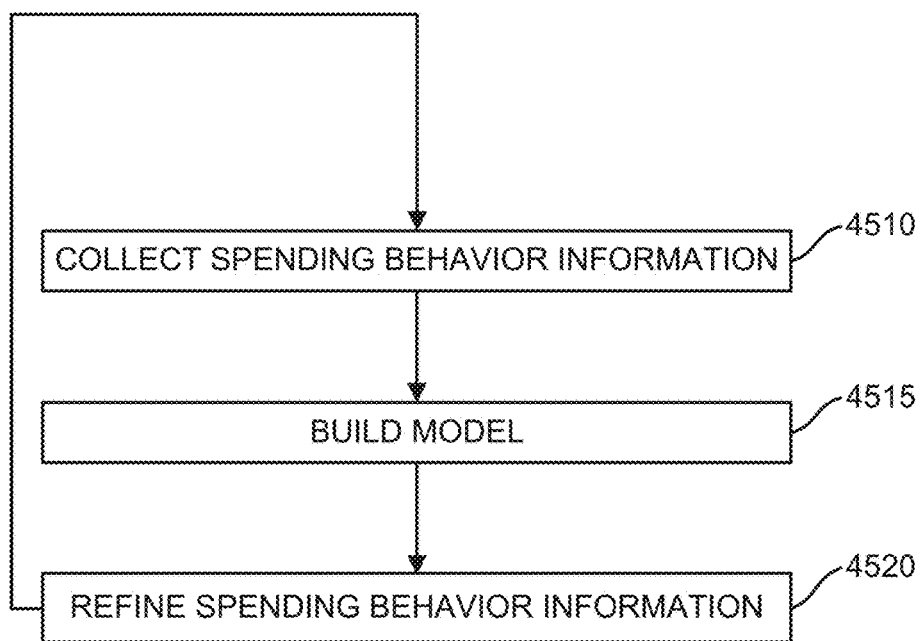 4510
COLLECT SPENDING BEHAVIOR INFORMATION
4515
BUILD MODEL
4520
REFINE SPENDING BEHAVIOR INFORMATION